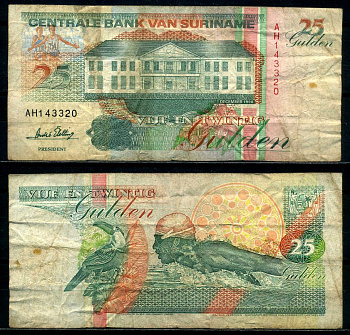 CENTRALE BANK VAN SURINAME
25
Gulden
AH143320
25
AH143320
PRESIDENT
VIJF EN TWINTIG
Gulden
VIJF EN TWINTIG
Gulden
25
Gulden